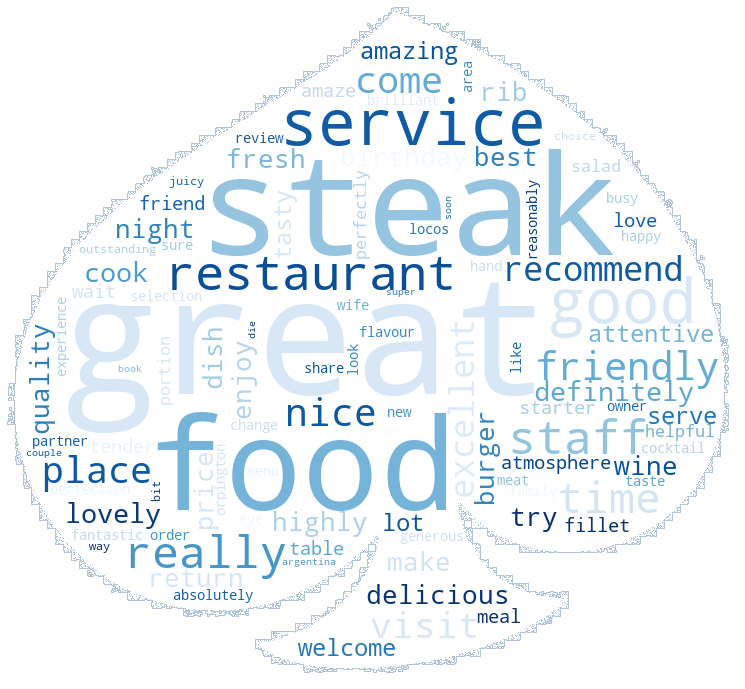 amazing
area
come
amaze
brilliant
rib
service
review
choice
fresh
birthday
best
salad
steak
juicy
friend
tasty
perfectly
soon
reasonably
busy
love
happy
locos
night
outstanding
sure
cook
restaurant
hand
recommend
wait
selection
super
great
good
wife
experience
quality
book
portion
dish
enjoy
die
share
look
flavour
like
excellent
attentive
friendly
definitely
nice
new
starter
owner
serve
change
food
staff
helpful
partner
couple
tender
place
perfection
bit
price
orpington
menu
eye
burger
atmosphere
wine
cocktail
meat
taste
family
time
lovely
highly
lot
try
fillet
fantastic
order
way
really
table
argentina
generous
make
return
absolutely
delicious
visit
meal
welcome